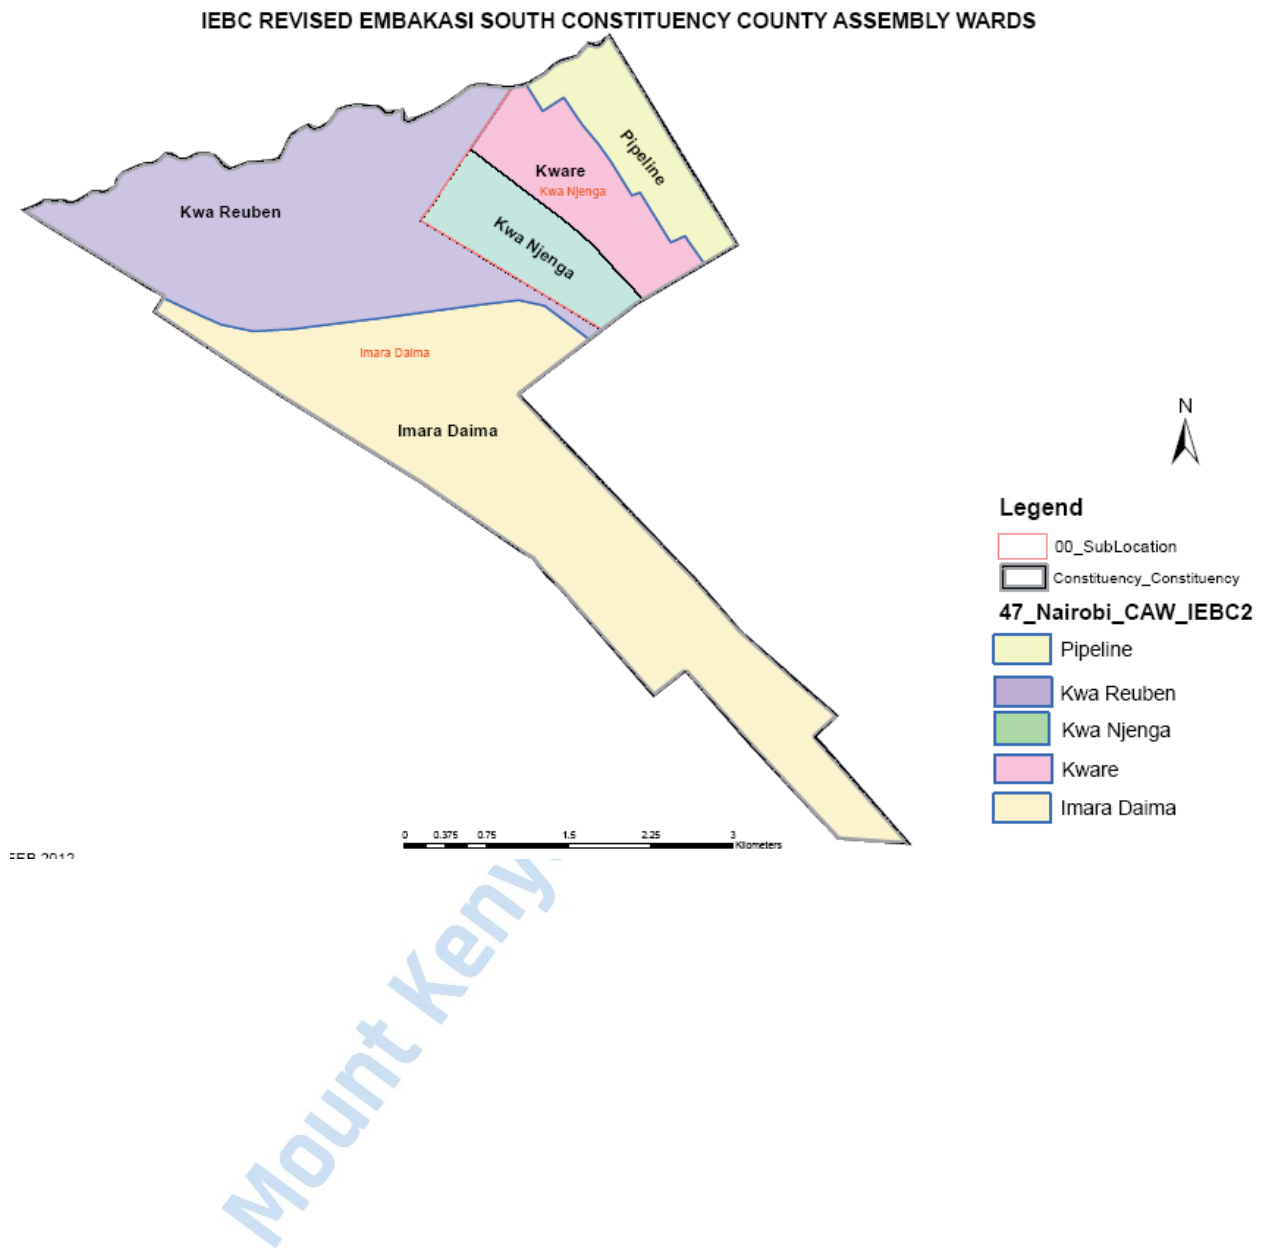 IEBC REVISED EMBAKASI SOUTH CONSTITUENCY COUNTY ASSEMBLY WARDS
Pipeline
Kware
Kwa Njenga
Kwa Reuben
Kwa Njenga
Imara Daima
Imara Daima
N
Legend
00_SubLocation
Constituency_Constituency
47_Nairobi_CAW_IEBC2
Pipeline
Kwa Reuben
Kwa Njenga
Kware
Imara Daima
0 0.375 0.75 1.5 2.25 3
Kilometers
FEB 2012
Mount Keny